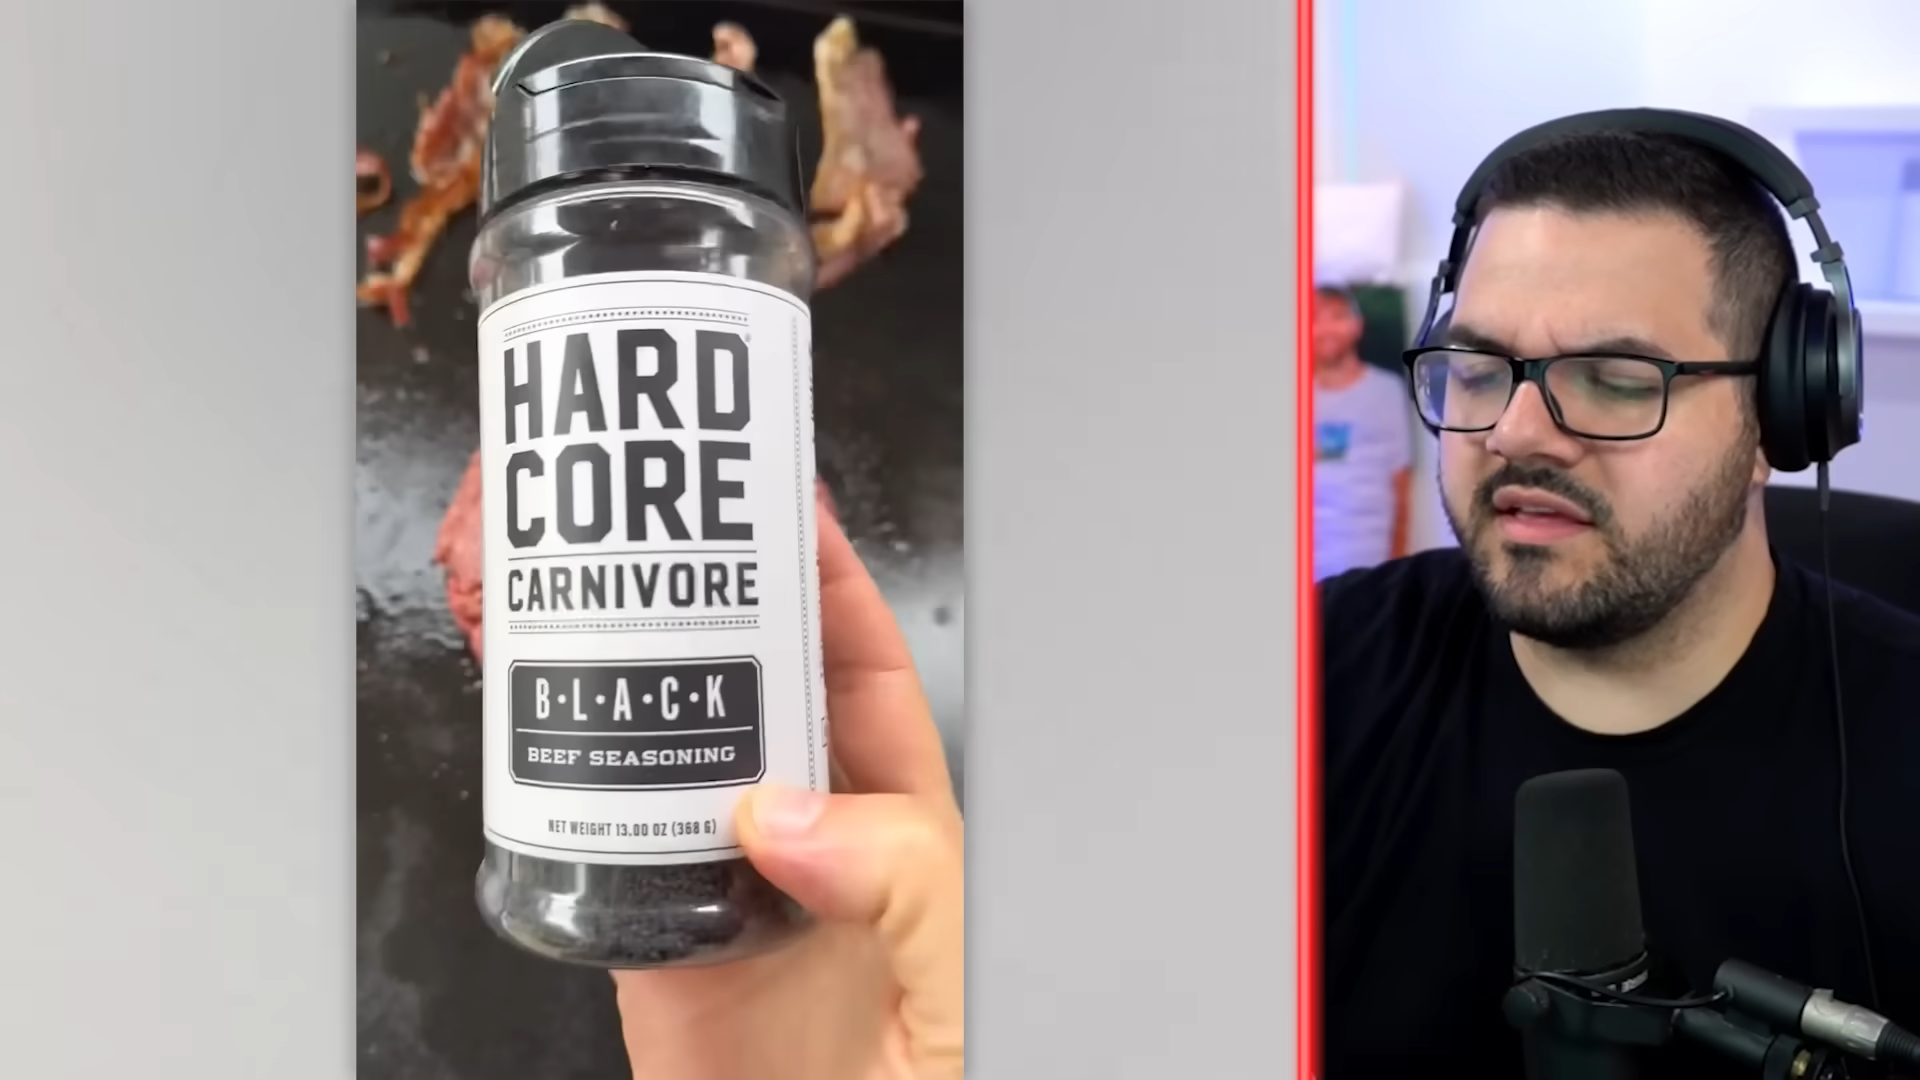 HARD
CORE
CARNIVORE
B·L·A·C·K
BEEF SEASONING
NET WEIGHT 13.00 OZ (368 G)